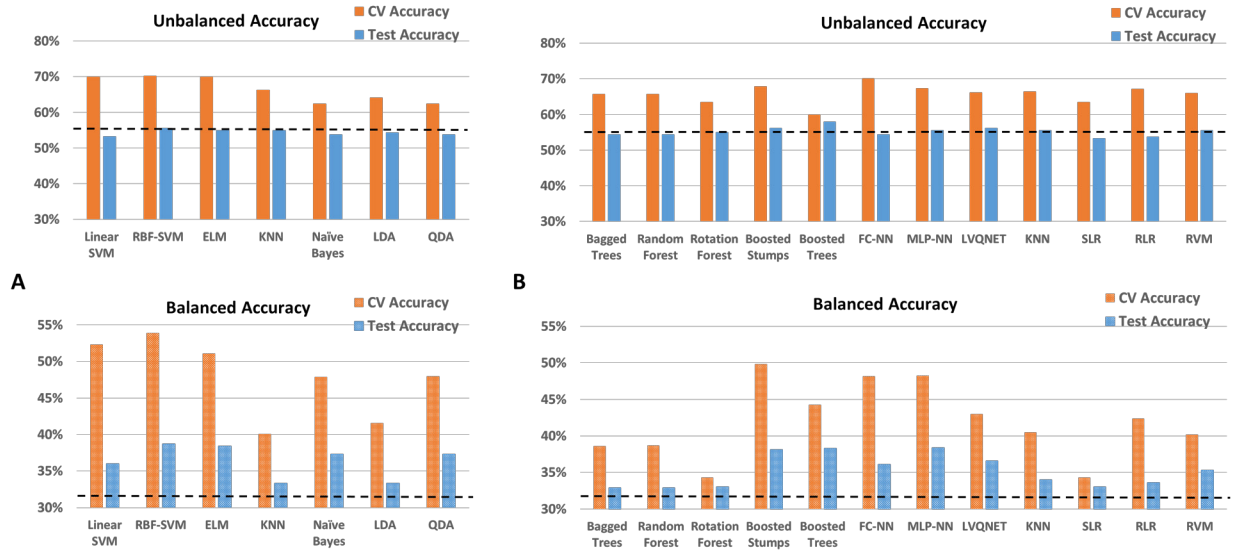 Unbalanced Accuracy
CV Accuracy
Test Accuracy
80%
70%
60%
50%
40%
30%
Linear SVM
RBF-SVM
ELM
KNN
Naïve Bayes
LDA
QDA
Unbalanced Accuracy
CV Accuracy
Test Accuracy
80%
70%
60%
50%
40%
30%
Bagged Trees
Random Forest
Rotation Forest
Boosted Stumps
Boosted Trees
FC-NN
MLP-NN
LVQNET
KNN
SLR
RLR
RVM
A
Balanced Accuracy
CV Accuracy
Test Accuracy
55%
50%
45%
40%
35%
30%
Linear SVM
RBF-SVM
ELM
KNN
Naïve Bayes
LDA
QDA
B
Balanced Accuracy
CV Accuracy
Test Accuracy
55%
50%
45%
40%
35%
30%
Bagged Trees
Random Forest
Rotation Forest
Boosted Stumps
Boosted Trees
FC-NN
MLP-NN
LVQNET
KNN
SLR
RLR
RVM